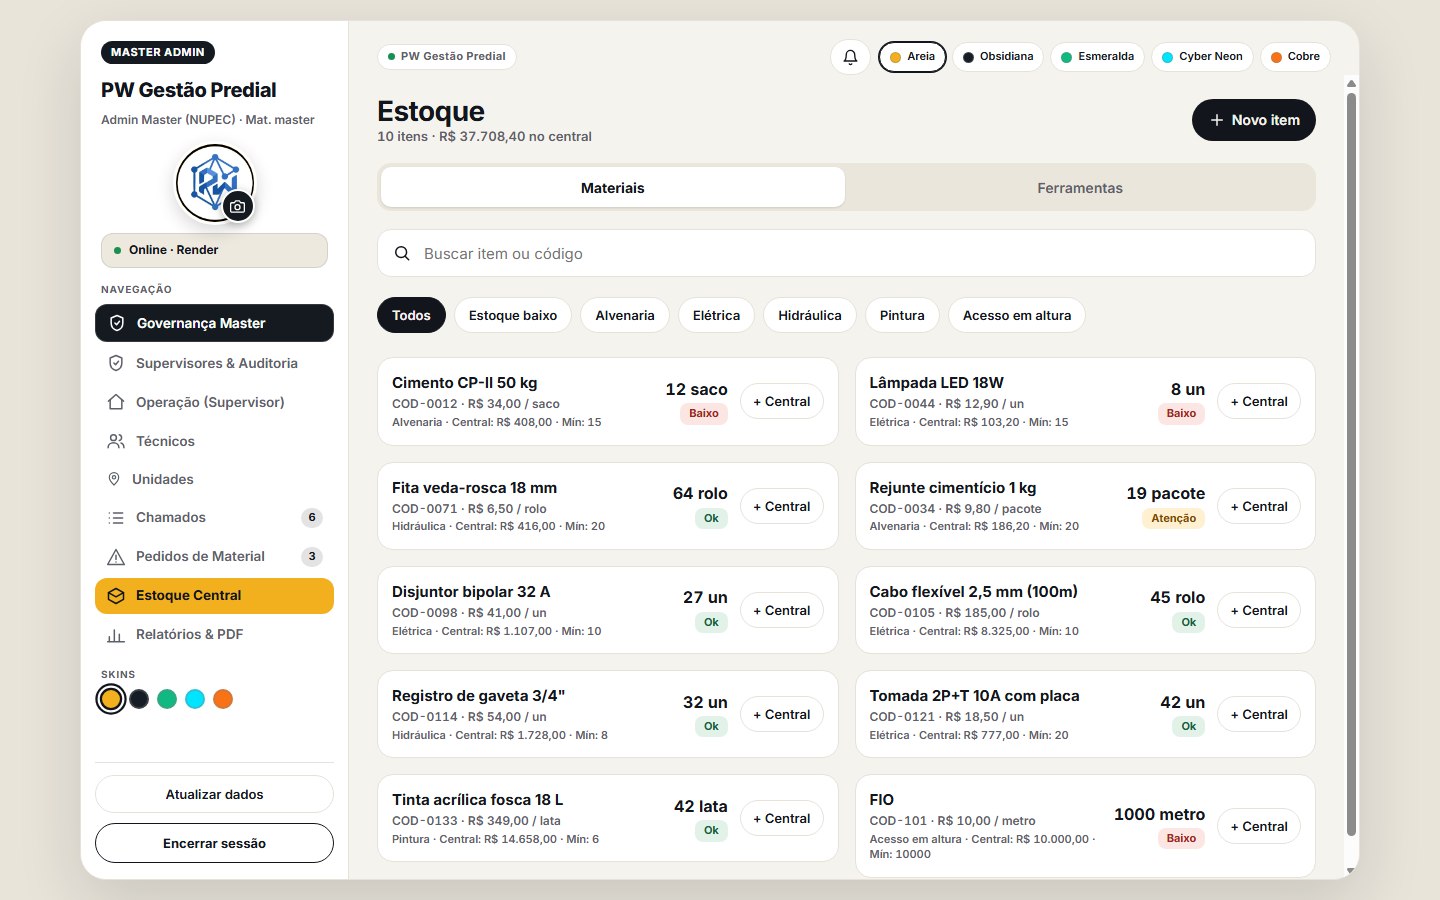 MASTER ADMIN
PW Gestão Predial
Admin Master (NUPEC) · Mat. master
Online · Render
NAVEGAÇÃO
Governança Master
Supervisores & Auditoria
Operação (Supervisor)
Técnicos
Unidades
Chamados 6
Pedidos de Material 3
Estoque Central
Relatórios & PDF
SKINS
Atualizar dados
Encerrar sessão
PW Gestão Predial
Areia Obsidiana Esmeralda Cyber Neon Cobre
Estoque
10 itens · R$ 37.708,40 no central
+ Novo item
Materiais Ferramentas
Buscar item ou código
Todos Estoque baixo Alvenaria Elétrica Hidráulica Pintura Acesso em altura
Cimento CP-II 50 kg
COD-0012 · R$ 34,00 / saco
Alvenaria · Central: R$ 408,00 · Mín: 15
12 saco
Baixo
+ Central
Lâmpada LED 18W
COD-0044 · R$ 12,90 / un
Elétrica · Central: R$ 103,20 · Mín: 15
8 un
Baixo
+ Central
Fita veda-rosca 18 mm
COD-0071 · R$ 6,50 / rolo
Hidráulica · Central: R$ 416,00 · Mín: 20
64 rolo
Ok
+ Central
Rejunte cimentício 1 kg
COD-0034 · R$ 9,80 / pacote
Alvenaria · Central: R$ 186,20 · Mín: 20
19 pacote
Atenção
+ Central
Disjuntor bipolar 32 A
COD-0098 · R$ 41,00 / un
Elétrica · Central: R$ 1.107,00 · Mín: 10
27 un
Ok
+ Central
Cabo flexível 2,5 mm (100m)
COD-0105 · R$ 185,00 / rolo
Elétrica · Central: R$ 8.325,00 · Mín: 10
45 rolo
Ok
+ Central
Registro de gaveta 3/4"
COD-0114 · R$ 54,00 / un
Hidráulica · Central: R$ 1.728,00 · Mín: 8
32 un
Ok
+ Central
Tomada 2P+T 10A com placa
COD-0121 · R$ 18,50 / un
Elétrica · Central: R$ 777,00 · Mín: 20
42 un
Ok
+ Central
Tinta acrílica fosca 18 L
COD-0133 · R$ 349,00 / lata
Pintura · Central: R$ 14.658,00 · Mín: 6
42 lata
Ok
+ Central
FIO
COD-101 · R$ 10,00 / metro
Acesso em altura · Central: R$ 10.000,00 ·
Mín: 10000
1000 metro
Baixo
+ Central